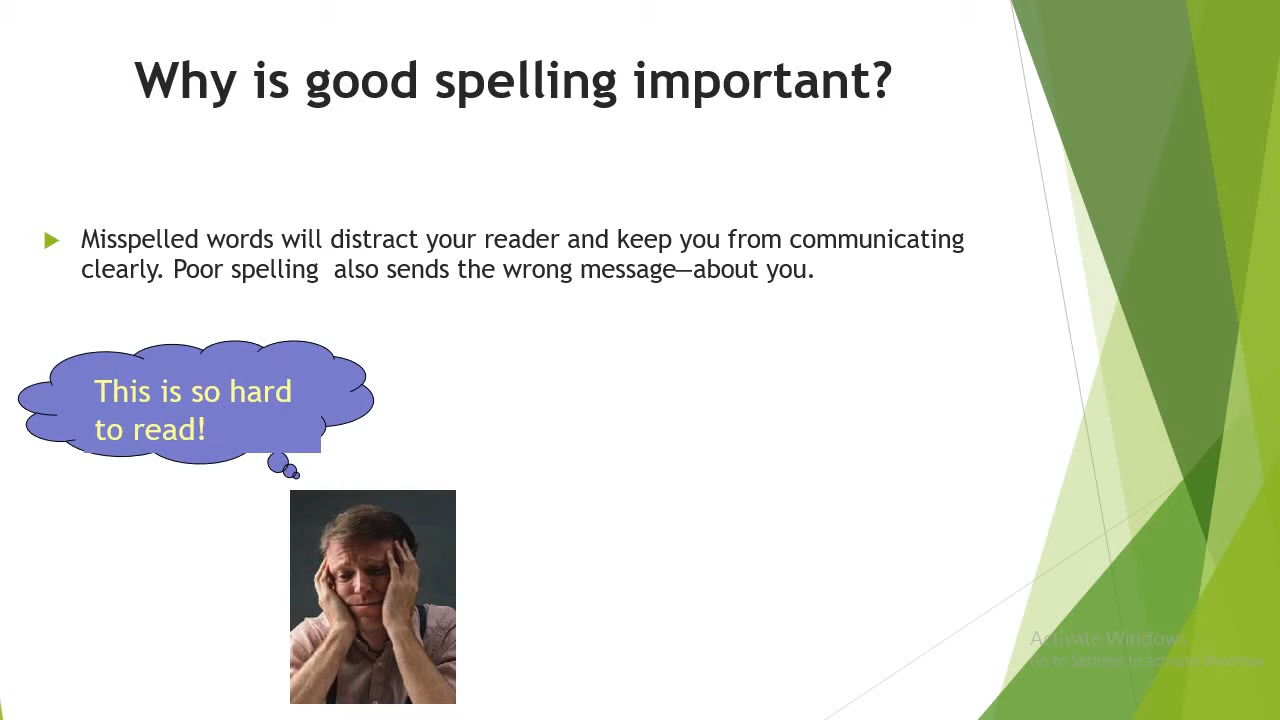 Why is good spelling important?
Misspelled words will distract your reader and keep you from communicating
clearly. Poor spelling  also sends the wrong message—about you.
This is so hard
to read!
Activate Windows
Go to Settings to activate Windows.